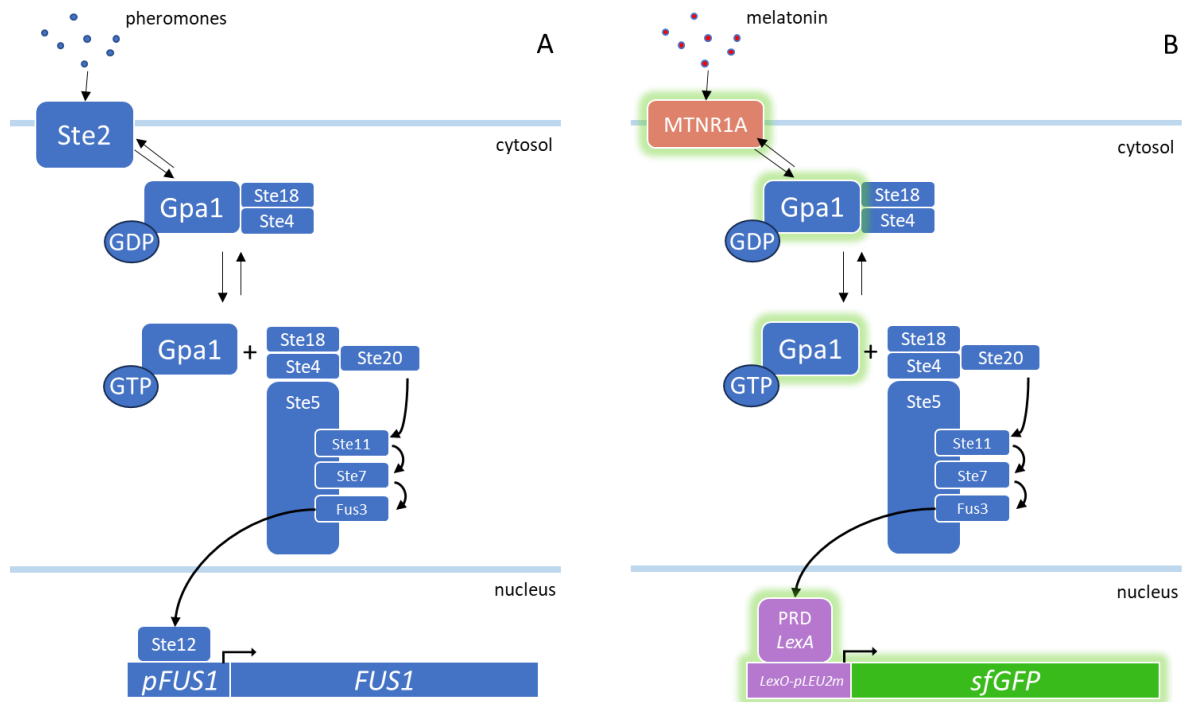 pheromones
A
Ste2
cytosol
Gpa1
Ste18
Ste4
GDP
Gpa1
+
Ste18
Ste4
Ste20
GTP
Ste5
Ste11
Ste7
Fus3
nucleus
Ste12
pFUS1
FUS1
melatonin
B
MTNR1A
cytosol
Gpa1
Ste18
Ste4
GDP
Gpa1
+
Ste18
Ste4
Ste20
GTP
Ste5
Ste11
Ste7
Fus3
nucleus
PRD
LexA
LexO-pLEU2m
sfGFP